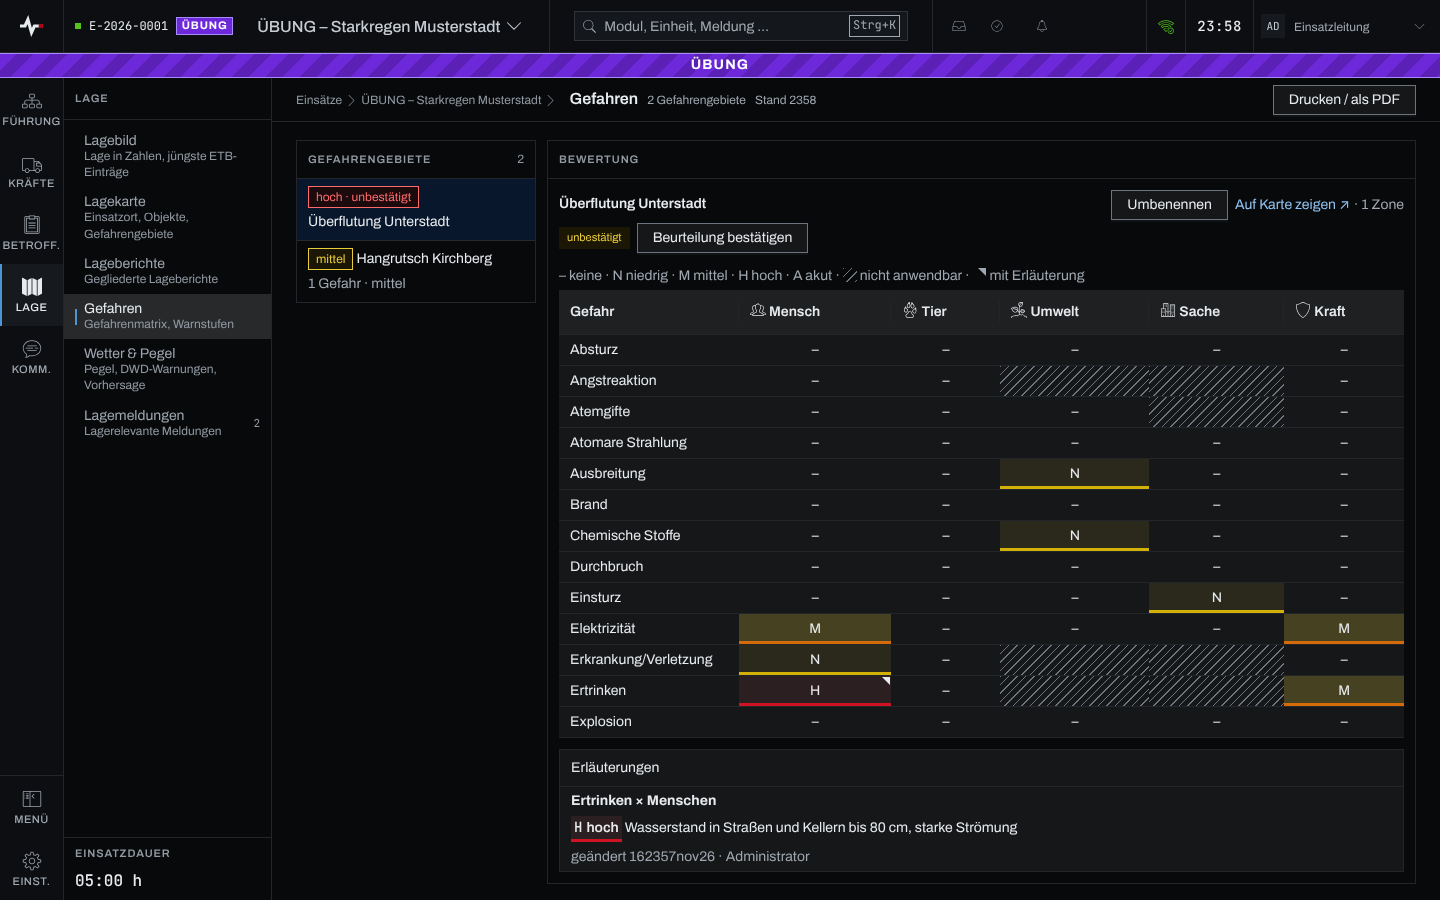 E-2026-0001 ÜBUNG ÜBUNG – Starkregen Musterstadt Modul, Einheit, Meldung ... Strg+K 23:58 AD Einsatzleitung
ÜBUNG
FÜHRUNG
KRÄFTE
BETROFF.
LAGE
KOMM.
MENÜ
EINST.
LAGE
Lagebild
Lage in Zahlen, jüngste ETB-
Einträge
Lagekarte
Einsatzort, Objekte,
Gefahrengebiete
Lageberichte
Gegliederte Lageberichte
Gefahren
Gefahrenmatrix, Warnstufen
Wetter & Pegel
Pegel, DWD-Warnungen,
Vorhersage
Lagemeldungen 2
Lagerelevante Meldungen
EINSATZDAUER
05:00 h
Einsätze ÜBUNG – Starkregen Musterstadt Gefahren 2 Gefahrengebiete Stand 2358 Drucken / als PDF
GEFAHRENGEBIETE 2
hoch · unbestätigt
Überflutung Unterstadt
mittel Hangrutsch Kirchberg
1 Gefahr · mittel
BEWERTUNG
Überflutung Unterstadt Umbenennen Auf Karte zeigen ↗ · 1 Zone
unbestätigt Beurteilung bestätigen
– keine · N niedrig · M mittel · H hoch · A akut · nicht anwendbar · mit Erläuterung
Gefahr Mensch Tier Umwelt Sache Kraft
Absturz – – – – –
Angstreaktion – – –
Atemgifte – – – –
Atomare Strahlung – – – – –
Ausbreitung – – N – –
Brand – – – – –
Chemische Stoffe – – N – –
Durchbruch – – – – –
Einsturz – – – N –
Elektrizität M – – – M
Erkrankung/Verletzung N – –
Ertrinken H – M
Explosion – – – – –
Erläuterungen
Ertrinken × Menschen
H hoch Wasserstand in Straßen und Kellern bis 80 cm, starke Strömung
geändert 162357nov26 · Administrator